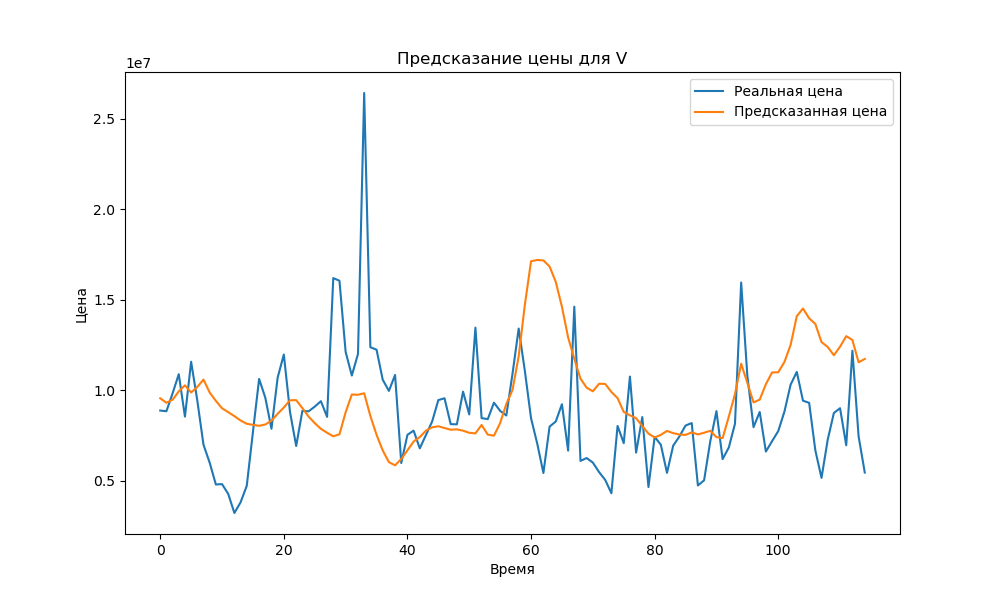 Предсказание цены для V
1e7
Реальная цена
Предсказанная цена
2.5
2.0
1.5
1.0
0.5
Цена
0 20 40 60 80 100
Время